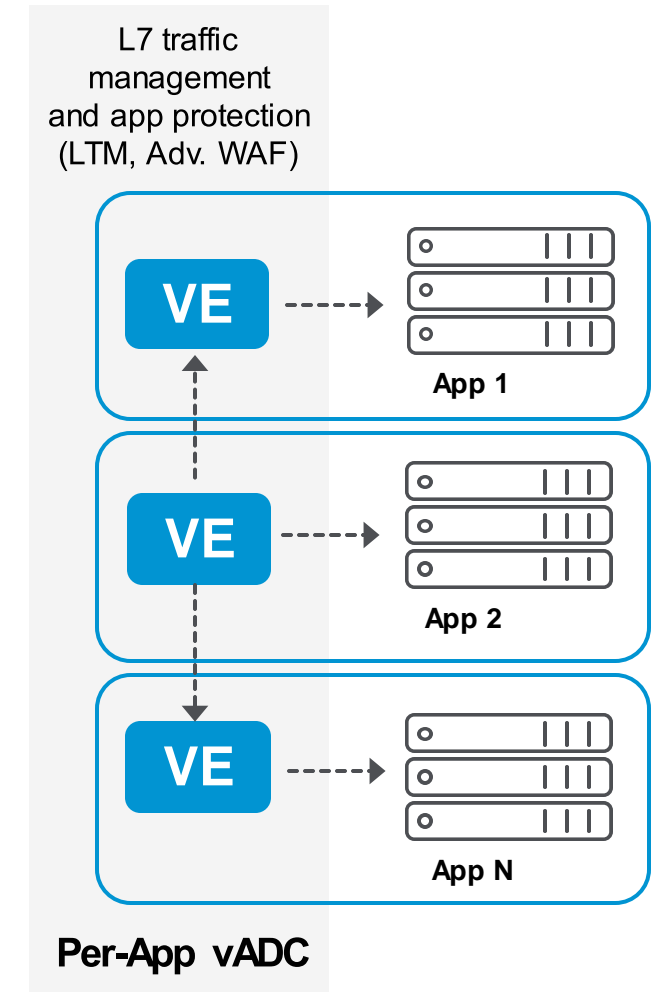 L7 traffic
management
and app protection
(LTM, Adv. WAF)
VE
App 1
VE
App 2
VE
App N
Per-App vADC